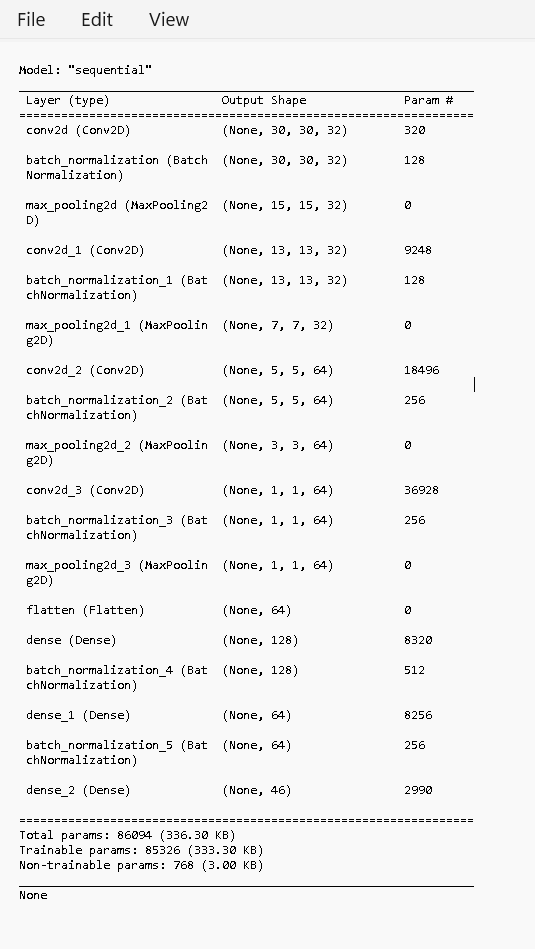 File Edit View
Model: "sequential"
Layer (type) Output Shape Param #
=================================================================
conv2d (Conv2D) (None, 30, 30, 32) 320
batch_normalization (Batch (None, 30, 30, 32) 128
Normalization)
max_pooling2d (MaxPooling2 (None, 15, 15, 32) 0
D)
conv2d_1 (Conv2D) (None, 13, 13, 32) 9248
batch_normalization_1 (Bat (None, 13, 13, 32) 128
chNormalization)
max_pooling2d_1 (MaxPoolin (None, 7, 7, 32) 0
g2D)
conv2d_2 (Conv2D) (None, 5, 5, 64) 18496
batch_normalization_2 (Bat (None, 5, 5, 64) 256
chNormalization)
max_pooling2d_2 (MaxPoolin (None, 3, 3, 64) 0
g2D)
conv2d_3 (Conv2D) (None, 1, 1, 64) 36928
batch_normalization_3 (Bat (None, 1, 1, 64) 256
chNormalization)
max_pooling2d_3 (MaxPoolin (None, 1, 1, 64) 0
g2D)
flatten (Flatten) (None, 64) 0
dense (Dense) (None, 128) 8320
batch_normalization_4 (Bat (None, 128) 512
chNormalization)
dense_1 (Dense) (None, 64) 8256
batch_normalization_5 (Bat (None, 64) 256
chNormalization)
dense_2 (Dense) (None, 46) 2990
=================================================================
Total params: 86094 (336.30 KB)
Trainable params: 85326 (333.30 KB)
Non-trainable params: 768 (3.00 KB)
None